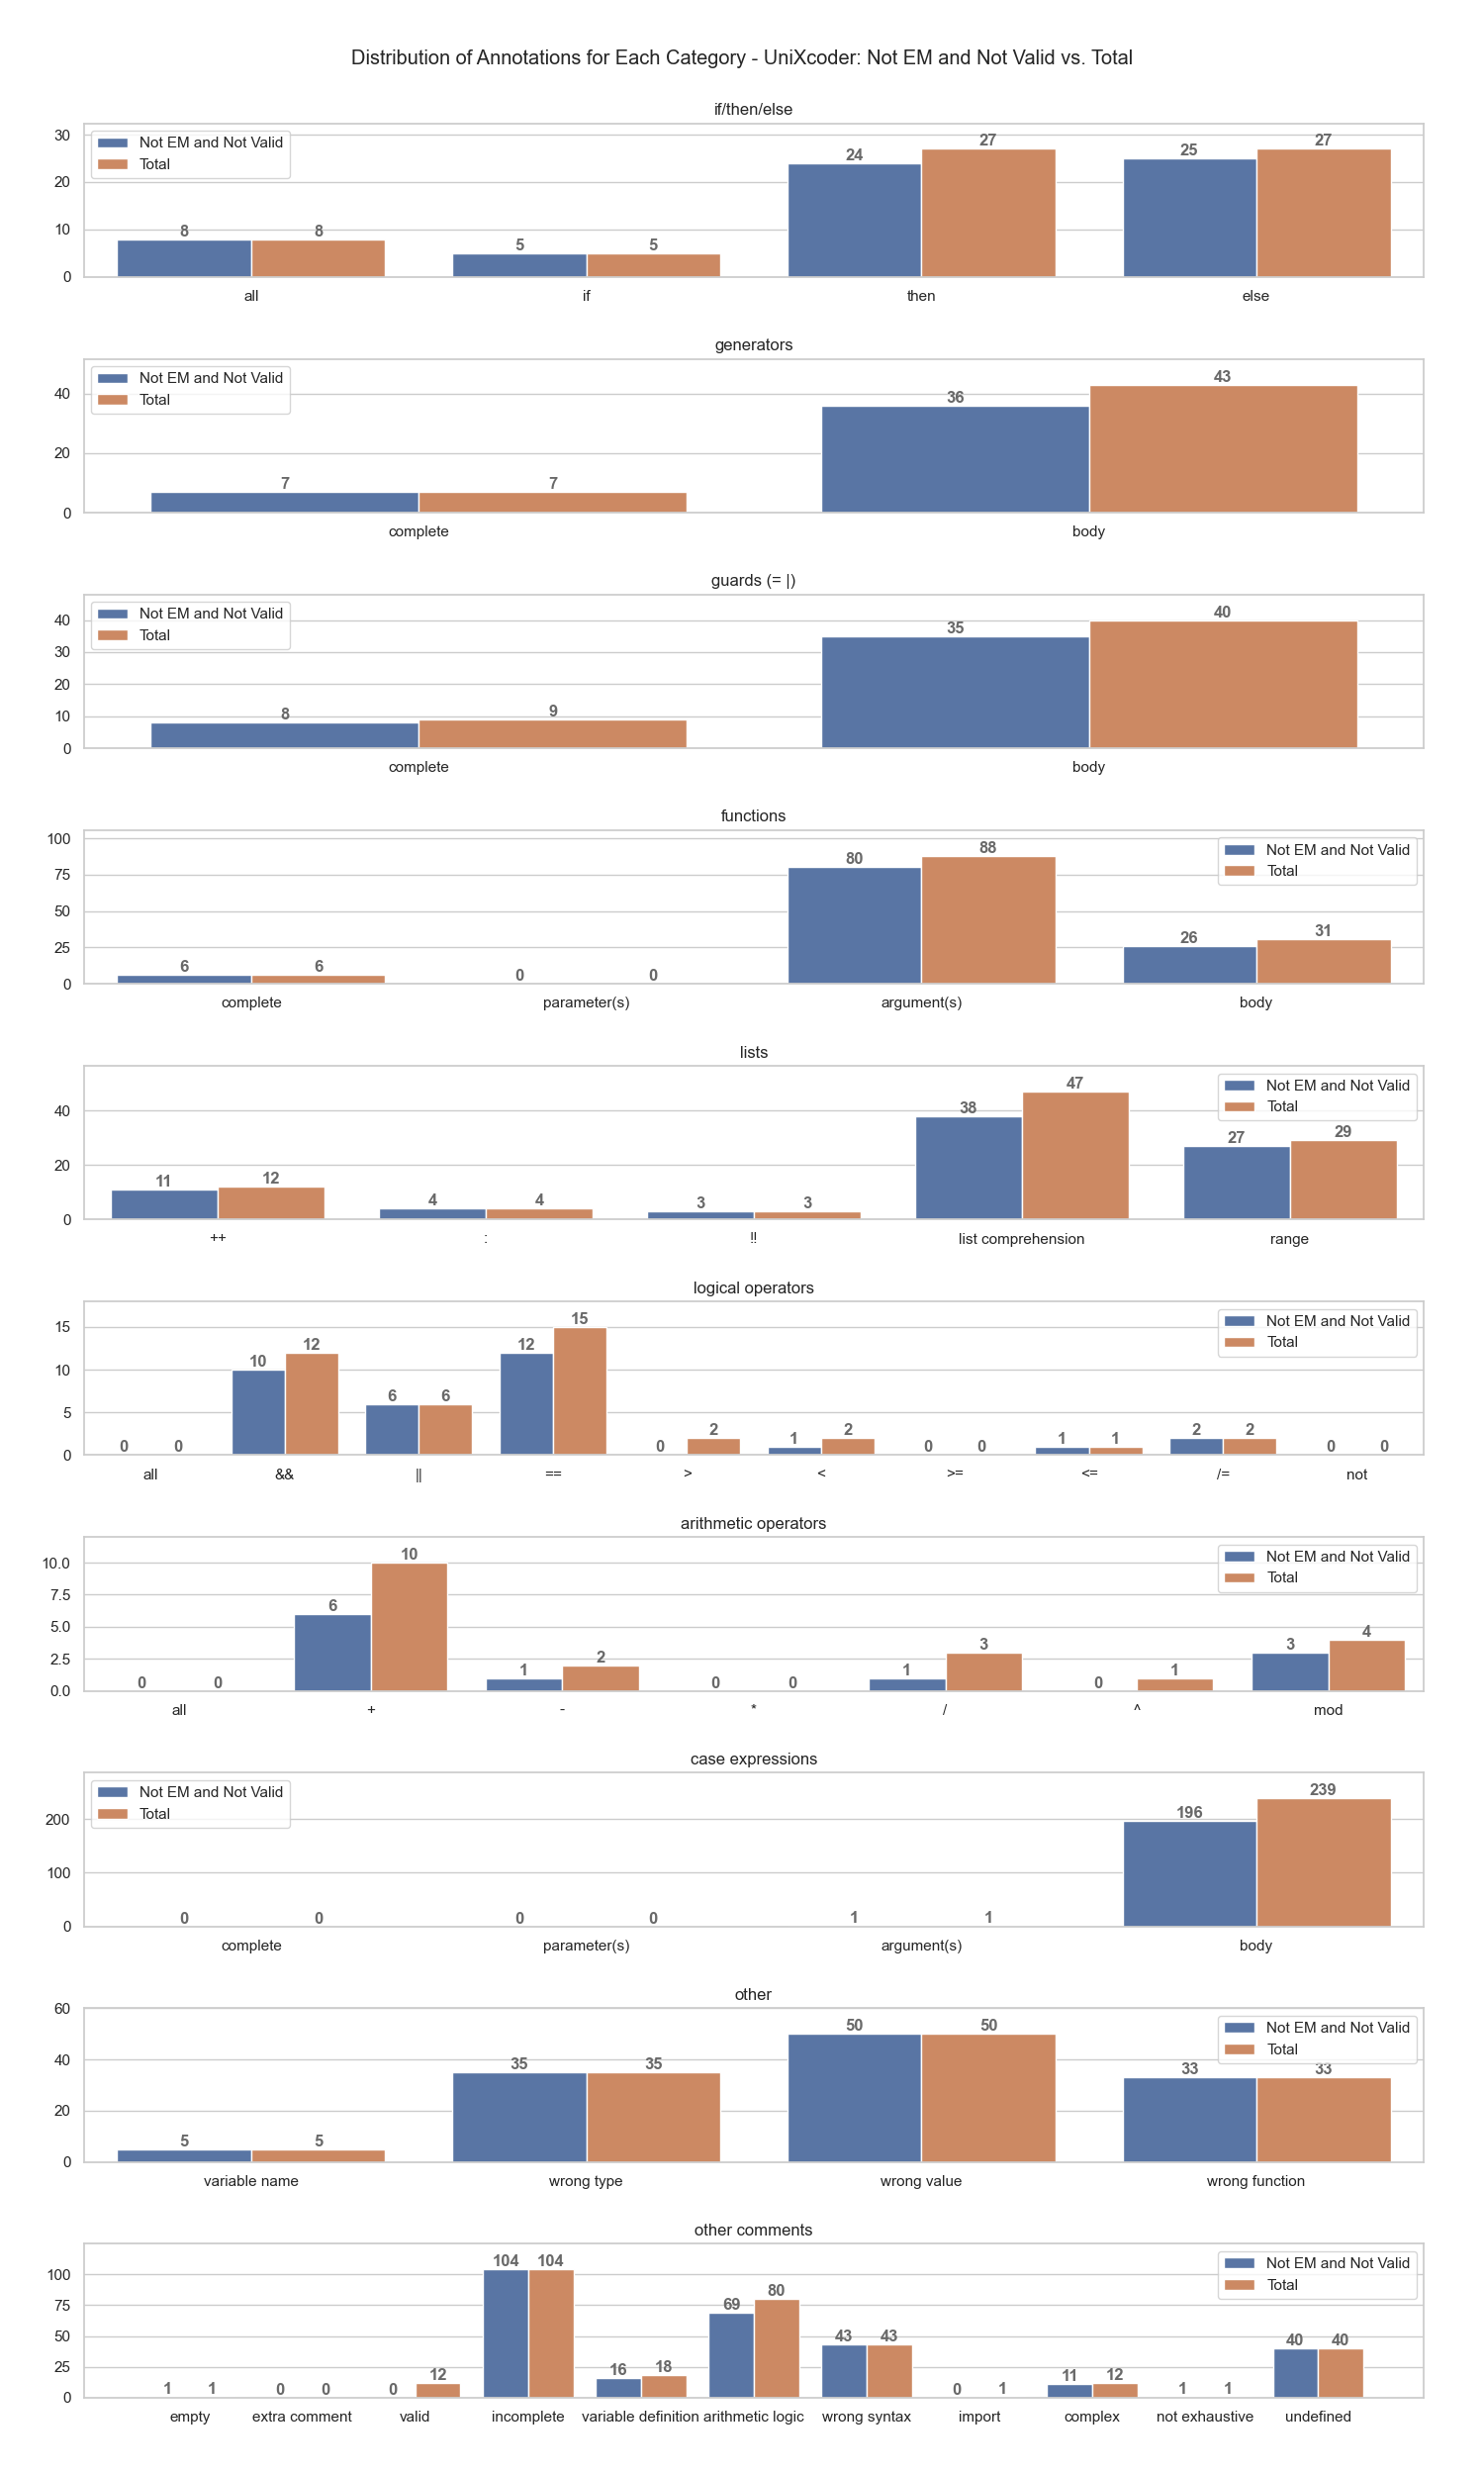 Distribution of Annotations for Each Category - UniXcoder: Not EM and Not Valid vs. Total
if/then/else
Not EM and Not Valid
Total
30
20
10
0
8 8 5 5 24 27 25 27
all if then else
generators
Not EM and Not Valid
Total
40
20
0
7 7 36 43
complete body
guards (= |)
Not EM and Not Valid
Total
40
30
20
10
0
8 9 35 40
complete body
functions
Not EM and Not Valid
Total
100
75
50
25
0
6 6 0 0 80 88 26 31
complete parameter(s) argument(s) body
lists
Not EM and Not Valid
Total
40
20
0
11 12 4 4 3 3 38 47 27 29
++ : !! list comprehension range
logical operators
Not EM and Not Valid
Total
15
10
5
0
0 0 10 12 6 6 12 15 0 2 1 2 0 0 1 1 2 2 0 0
all && || == > < >= <= /= not
arithmetic operators
Not EM and Not Valid
Total
10.0
7.5
5.0
2.5
0.0
0 0 6 10 1 2 0 0 1 3 0 1 3 4
all + - * / ^ mod
case expressions
Not EM and Not Valid
Total
200
100
0
0 0 0 0 1 1 196 239
complete parameter(s) argument(s) body
other
Not EM and Not Valid
Total
60
40
20
0
5 5 35 35 50 50 33 33
variable name wrong type wrong value wrong function
other comments
Not EM and Not Valid
Total
100
75
50
25
0
1 1 0 0 0 12 104 104 16 18 69 80 43 43 0 1 11 12 1 1 40 40
empty extra comment valid incomplete variable definition arithmetic logic wrong syntax import complex not exhaustive undefined